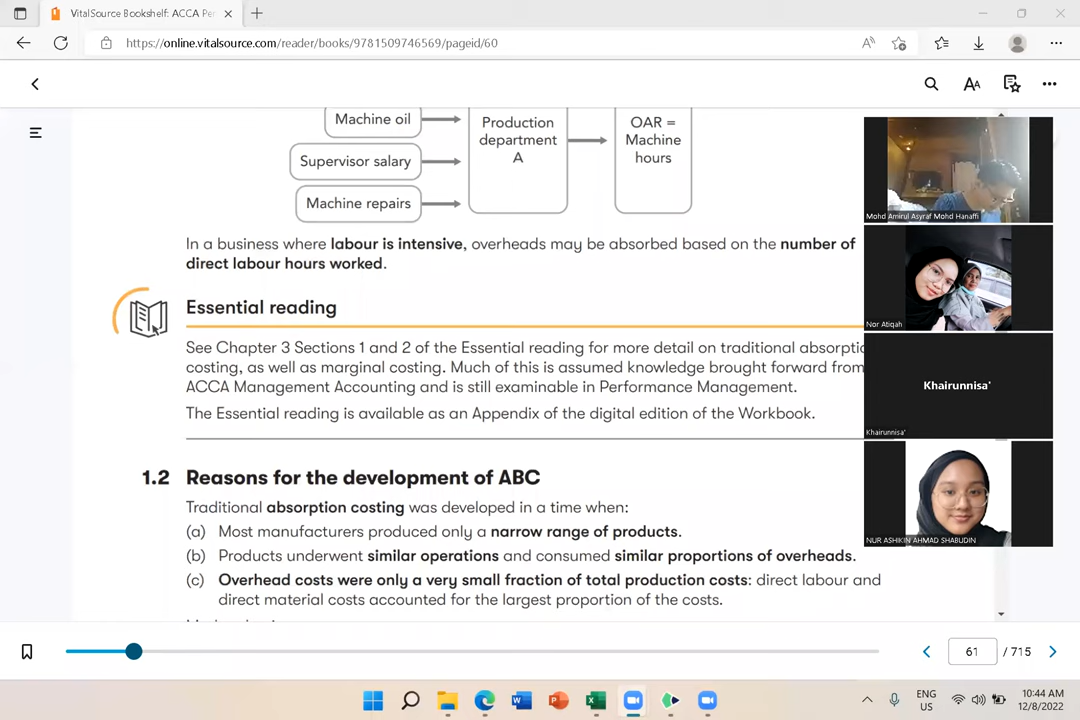 VitalSource Bookshelf: ACCA Pe
https://online.vitalsource.com/reader/books/9781509746569/pageid/60
Machine oil
Supervisor salary
Machine repairs
Production
department
A
OAR =
Machine
hours
In a business where labour is intensive, overheads may be absorbed based on the number of
direct labour hours worked.
Essential reading
See Chapter 3 Sections 1 and 2 of the Essential reading for more detail on traditional absorptic
costing, as well as marginal costing. Much of this is assumed knowledge brought forward from
ACCA Management Accounting and is still examinable in Performance Management.
The Essential reading is available as an Appendix of the digital edition of the Workbook.
1.2 Reasons for the development of ABC
Traditional absorption costing was developed in a time when:
(a) Most manufacturers produced only a narrow range of products.
(b) Products underwent similar operations and consumed similar proportions of overheads.
(c) Overhead costs were only a very small fraction of total production costs: direct labour and
direct material costs accounted for the largest proportion of the costs.
Mohd Amirul Asyraf Mohd Hanaffi
Nor Atiqah
Khairunnisa'
Khairunnisa'
NUR ASHIKIN AHMAD SHABUDIN
61 / 715
ENG
US
10:44 AM
12/8/2022